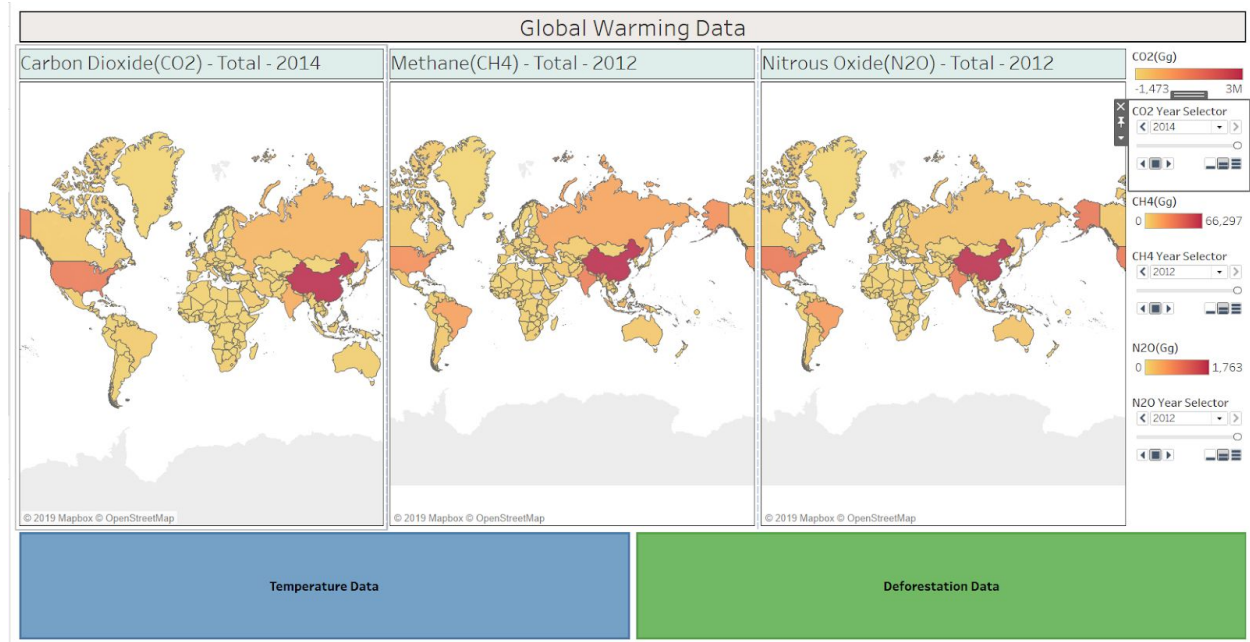 Global Warming Data
Carbon Dioxide(CO2) - Total - 2014
Methane(CH4) - Total - 2012
Nitrous Oxide(N2O) - Total - 2012
CO2(Gg)
-1,473 3M
CO2 Year Selector
2014
CH4(Gg)
0 66,297
CH4 Year Selector
2012
N2O(Gg)
0 1,763
N2O Year Selector
2012
© 2019 Mapbox © OpenStreetMap
© 2019 Mapbox © OpenStreetMap
© 2019 Mapbox © OpenStreetMap
Temperature Data
Deforestation Data